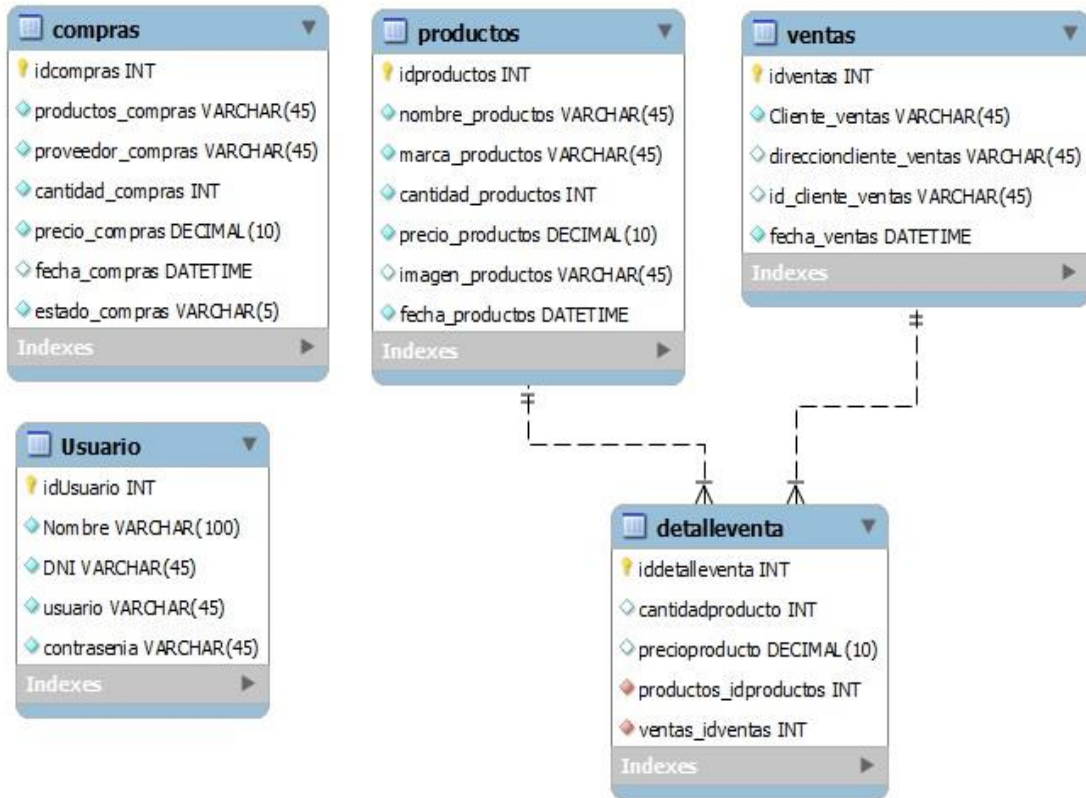 compras
idcompras INT
productos_compras VARCHAR(45)
proveedor_compras VARCHAR(45)
cantidad_compras INT
precio_compras DECIMAL(10)
fecha_compras DATETIME
estado_compras VARCHAR(5)
Indexes
productos
idproductos INT
nombre_productos VARCHAR(45)
marca_productos VARCHAR(45)
cantidad_productos INT
precio_productos DECIMAL(10)
imagen_productos VARCHAR(45)
fecha_productos DATETIME
Indexes
ventas
idventas INT
Cliente_ventas VARCHAR(45)
direccioncliente_ventas VARCHAR(45)
id_cliente_ventas VARCHAR(45)
fecha_ventas DATETIME
Indexes
Usuario
idUsuario INT
Nombre VARCHAR(100)
DNI VARCHAR(45)
usuario VARCHAR(45)
contrasenia VARCHAR(45)
Indexes
detalleventa
iddetalleventa INT
cantidadproducto INT
precioproducto DECIMAL(10)
productos_idproductos INT
ventas_idventas INT
Indexes